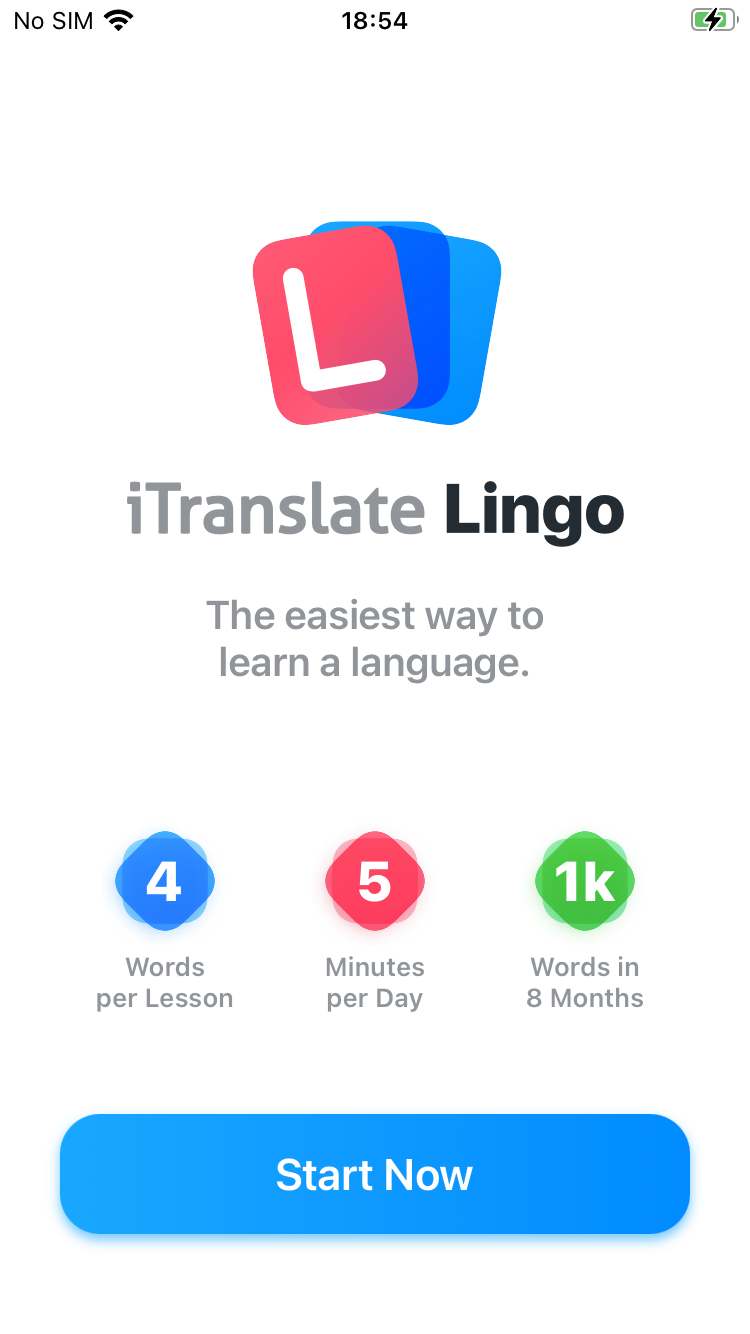 No SIM 18:54
L
iTranslate Lingo
The easiest way to
learn a language.
4 5 1k
Words Minutes Words in
per Lesson per Day 8 Months
Start Now